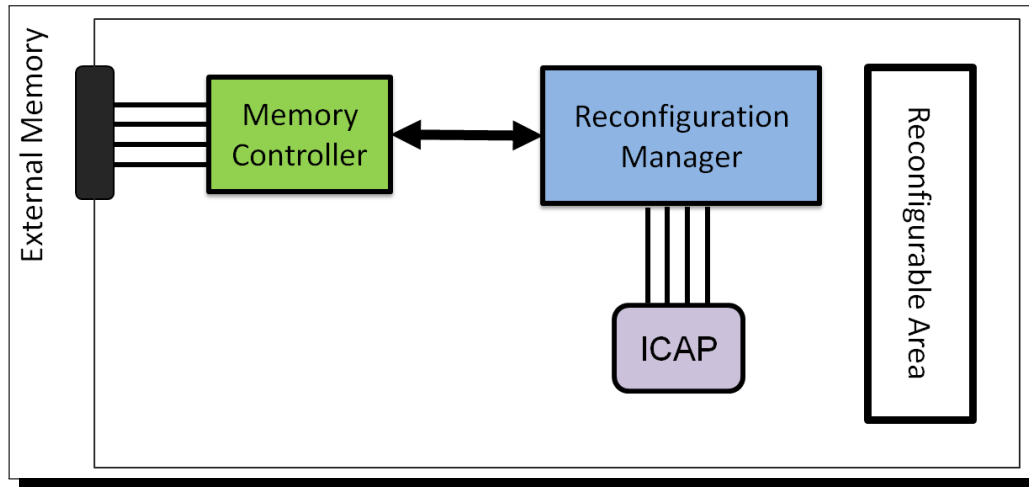 External Memory
Memory
Controller
Reconfiguration
Manager
ICAP
Reconfigurable Area